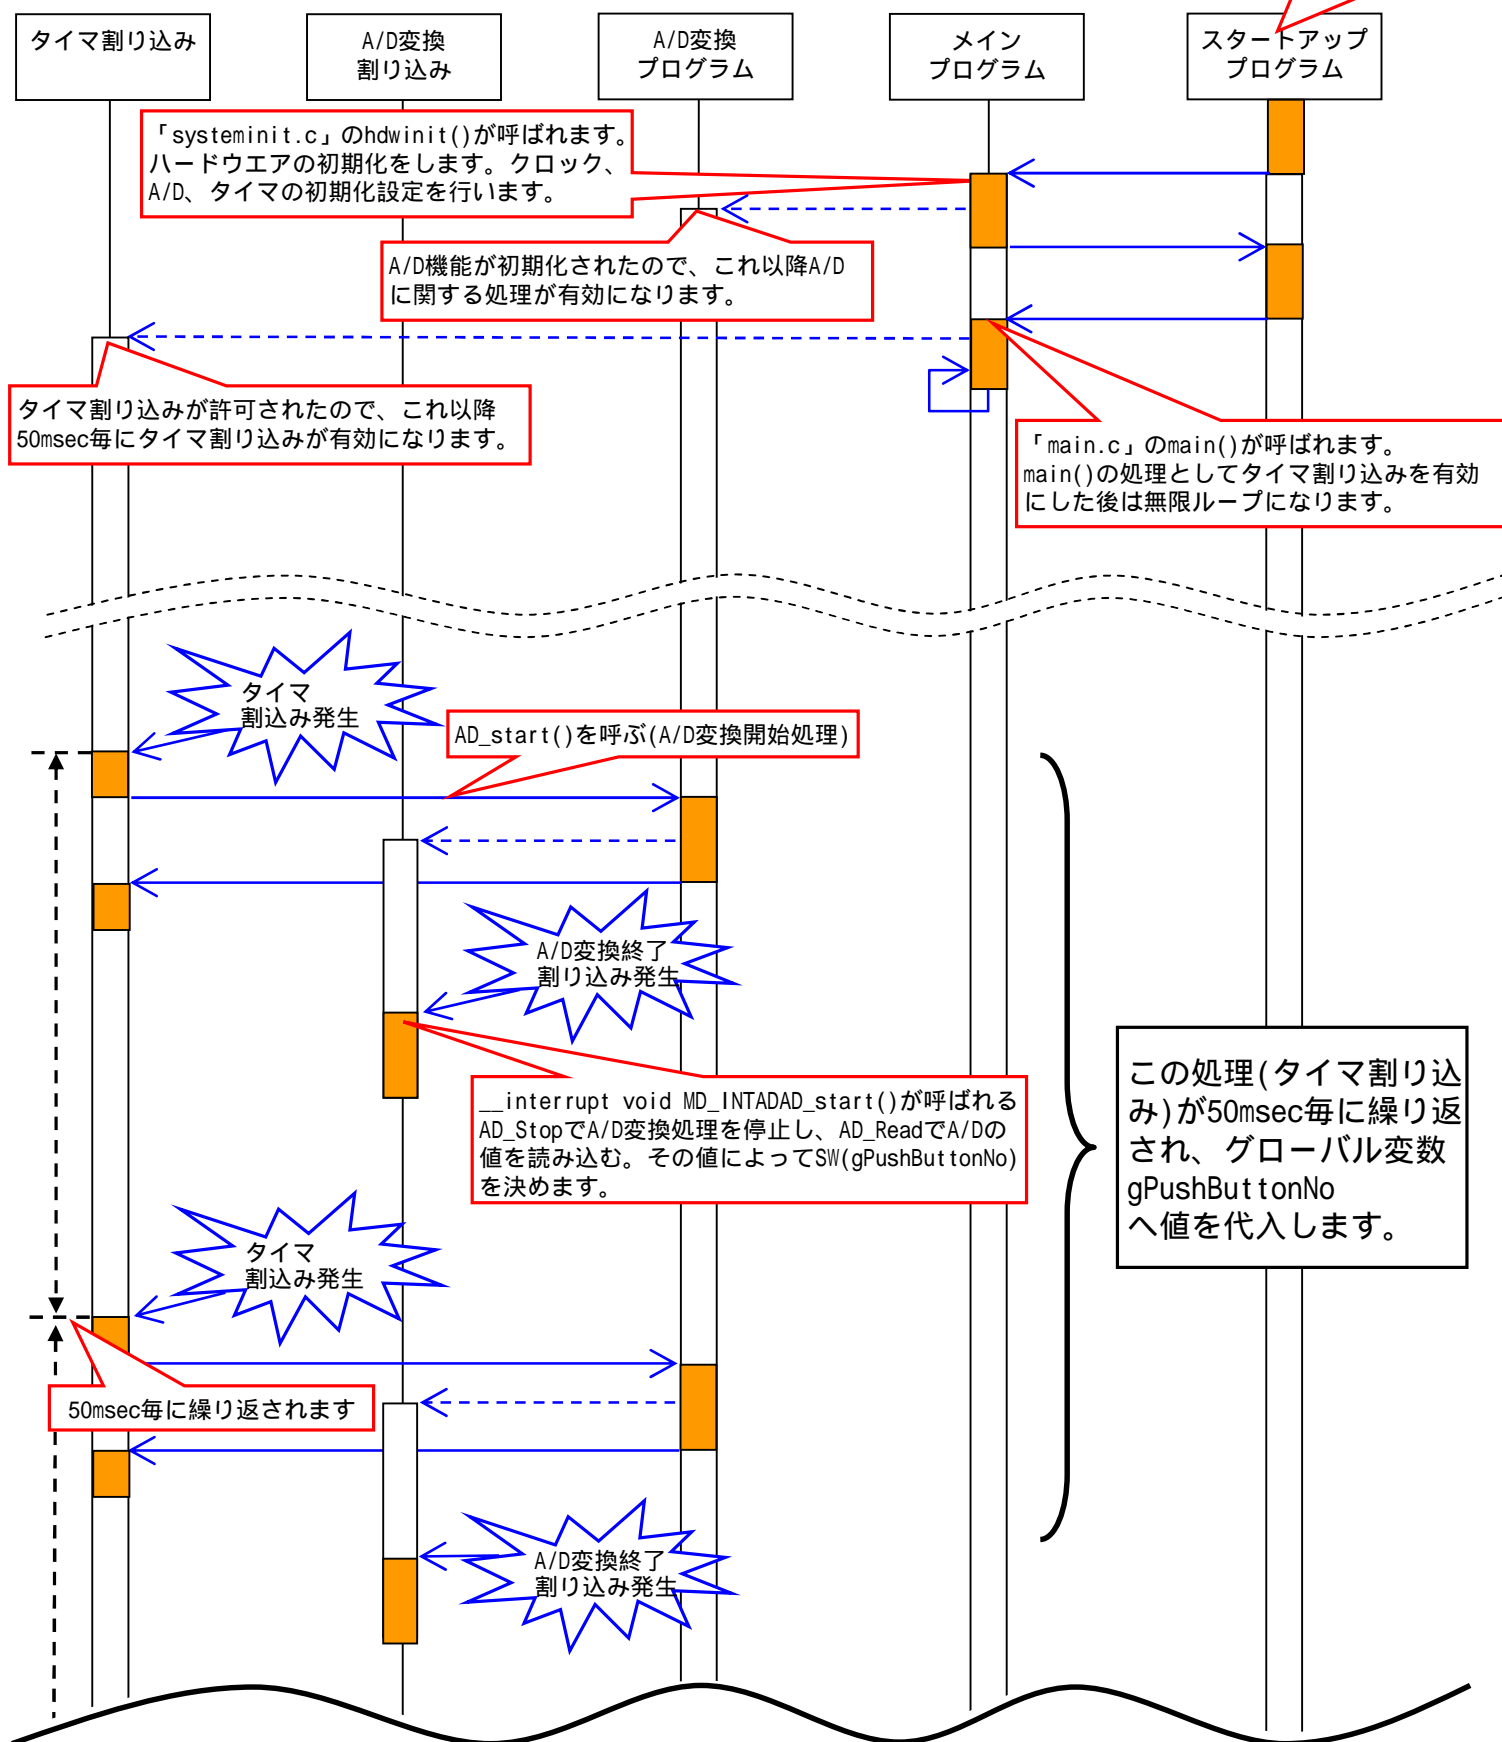 タイマ割り込み
A/D変換
割り込み
A/D変換
プログラム
メイン
プログラム
スタートアップ
プログラム
「systeminit.c」のhdwinit()が呼ばれます。
ハードウエアの初期化をします。クロック、
A/D、タイマの初期化設定を行います。
A/D機能が初期化されたので、これ以降A/D
に関する処理が有効になります。
タイマ割り込みが許可されたので、これ以降
50msec毎にタイマ割り込みが有効になります。
「main.c」のmain()が呼ばれます。
main()の処理としてタイマ割り込みを有効
にした後は無限ループになります。
タイマ
割込み発生
AD_start()を呼ぶ(A/D変換開始処理)
A/D変換終了
割り込み発生
__interrupt void MD_INTADAD_start()が呼ばれる
AD_StopでA/D変換処理を停止し、AD_ReadでA/Dの
値を読み込む。その値によってSW(gPushButtonNo)
を決めます。
この処理(タイマ割り込
み)が50msec毎に繰り返
され、グローバル変数
gPushButtonNo
へ値を代入します。
タイマ
割込み発生
50msec毎に繰り返されます
A/D変換終了
割り込み発生